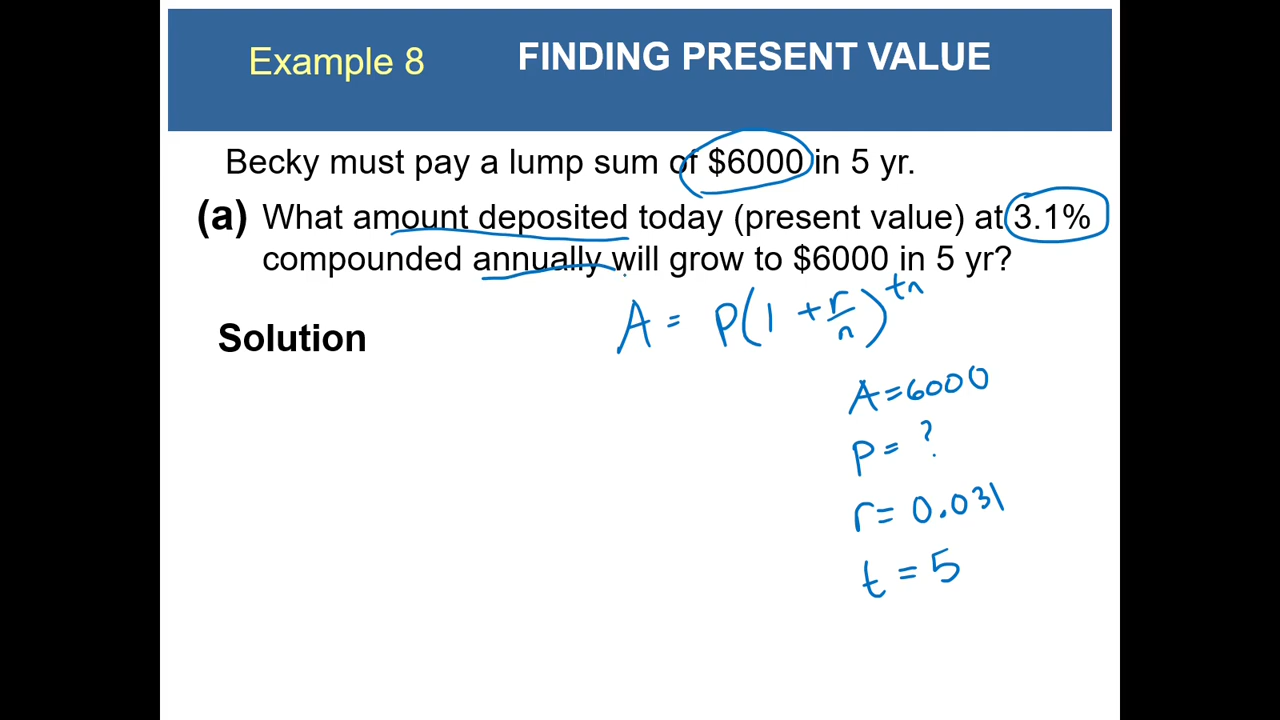 Example 8 FINDING PRESENT VALUE
Becky must pay a lump sum of $6000 in 5 yr.
(a) What amount deposited today (present value) at 3.1%
compounded annually will grow to $6000 in 5 yr?
A = P(1 + r/n)^tn
Solution
A = 6000
P = ?
r = 0.031
t = 5